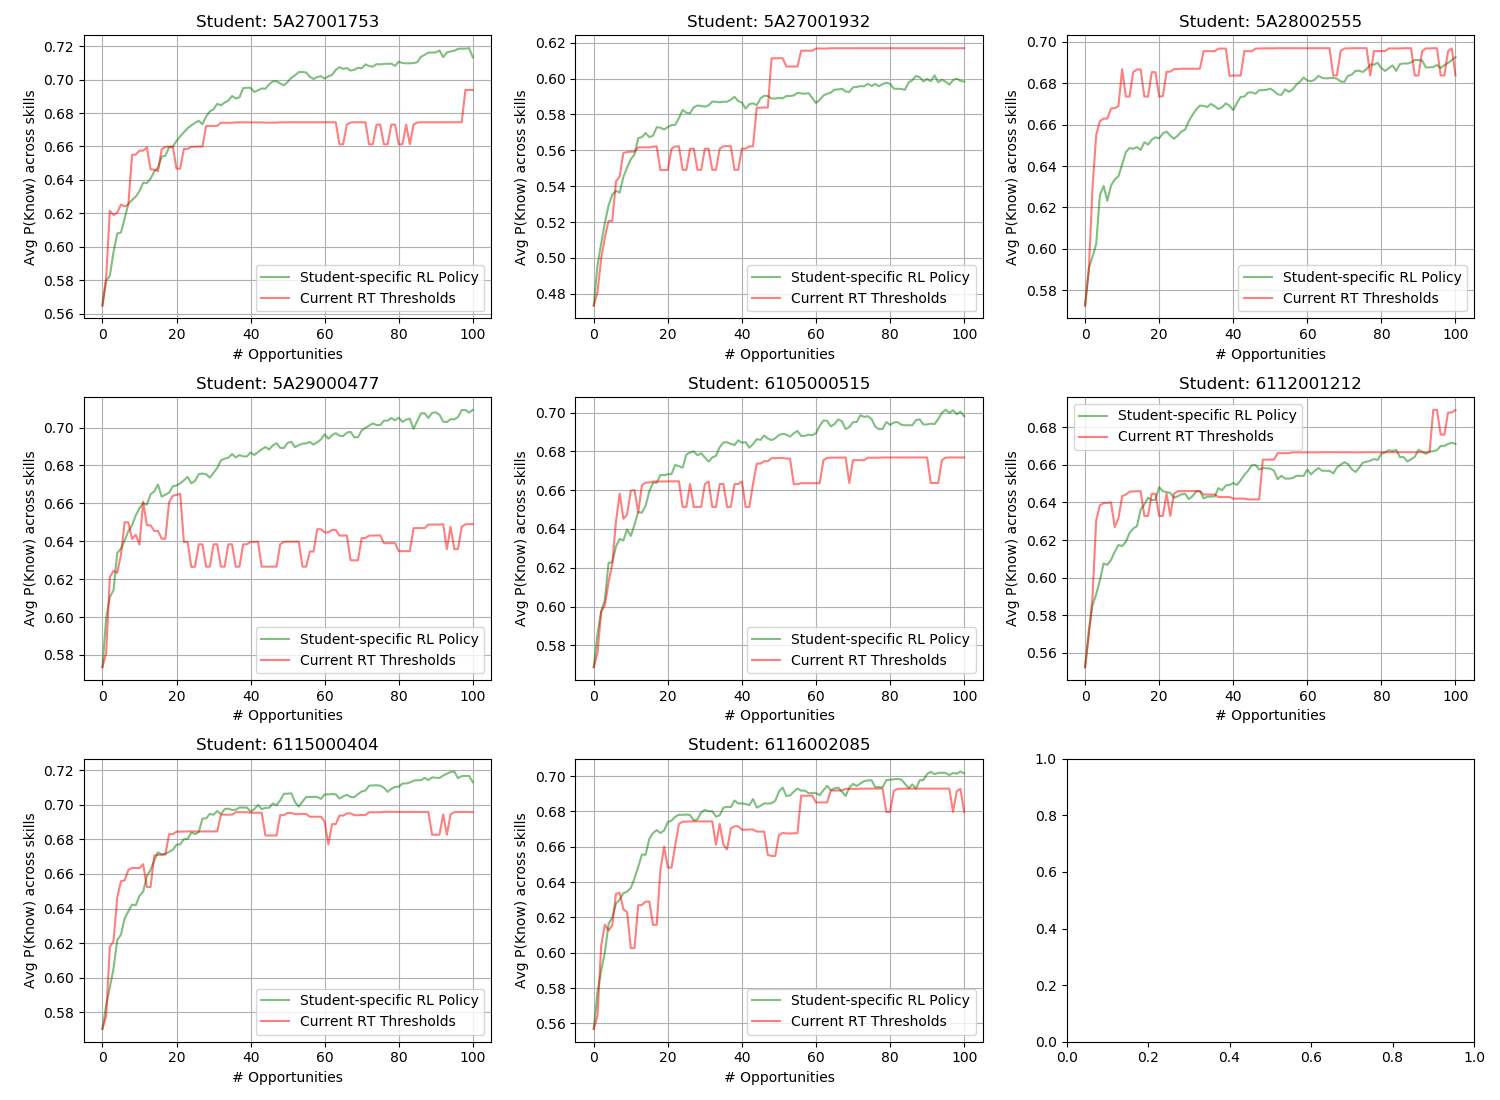 Student: 5A27001753
Avg P(Know) across skills
0.72
0.70
0.68
0.66
0.64
0.62
0.60
0.58
0.56
Student-specific RL Policy
Current RT Thresholds
0 20 40 60 80 100
# Opportunities
Student: 5A27001932
Avg P(Know) across skills
0.62
0.60
0.58
0.56
0.54
0.52
0.50
0.48
Student-specific RL Policy
Current RT Thresholds
0 20 40 60 80 100
# Opportunities
Student: 5A28002555
Avg P(Know) across skills
0.70
0.68
0.66
0.64
0.62
0.60
0.58
Student-specific RL Policy
Current RT Thresholds
0 20 40 60 80 100
# Opportunities
Student: 5A29000477
Avg P(Know) across skills
0.70
0.68
0.66
0.64
0.62
0.60
0.58
Student-specific RL Policy
Current RT Thresholds
0 20 40 60 80 100
# Opportunities
Student: 6105000515
Avg P(Know) across skills
0.70
0.68
0.66
0.64
0.62
0.60
0.58
Student-specific RL Policy
Current RT Thresholds
0 20 40 60 80 100
# Opportunities
Student: 6112001212
Avg P(Know) across skills
Student-specific RL Policy
Current RT Thresholds
0.68
0.66
0.64
0.62
0.60
0.58
0.56
0 20 40 60 80 100
# Opportunities
Student: 6115000404
Avg P(Know) across skills
0.72
0.70
0.68
0.66
0.64
0.62
0.60
0.58
Student-specific RL Policy
Current RT Thresholds
0 20 40 60 80 100
# Opportunities
Student: 6116002085
Avg P(Know) across skills
0.70
0.68
0.66
0.64
0.62
0.60
0.58
0.56
Student-specific RL Policy
Current RT Thresholds
0 20 40 60 80 100
# Opportunities
1.0
0.8
0.6
0.4
0.2
0.0
0.0 0.2 0.4 0.6 0.8 1.0